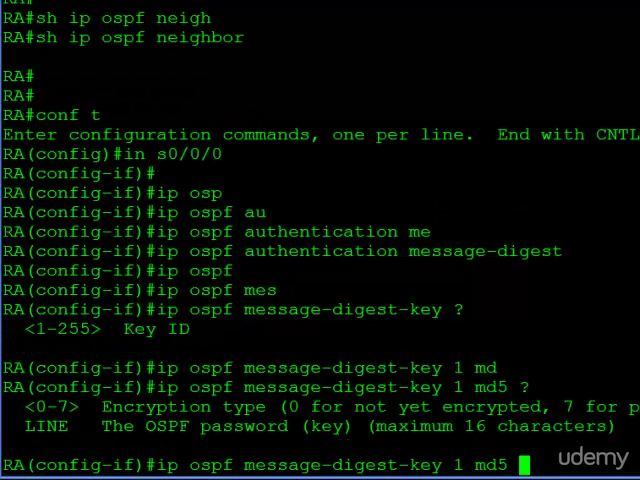 RA#
RA#sh ip ospf neigh
RA#sh ip ospf neighbor
RA#
RA#
RA#conf t
Enter configuration commands, one per line.  End with CNTL
RA(config)#in s0/0/0
RA(config-if)#
RA(config-if)#ip osp
RA(config-if)#ip ospf au
RA(config-if)#ip ospf authentication me
RA(config-if)#ip ospf authentication message-digest
RA(config-if)#ip ospf
RA(config-if)#ip ospf mes
RA(config-if)#ip ospf message-digest-key ?
<1-255>  Key ID
RA(config-if)#ip ospf message-digest-key 1 md
RA(config-if)#ip ospf message-digest-key 1 md5 ?
<0-7>  Encryption type (0 for not yet encrypted, 7 for p
LINE   The OSPF password (key) (maximum 16 characters)
RA(config-if)#ip ospf message-digest-key 1 md5
udemy